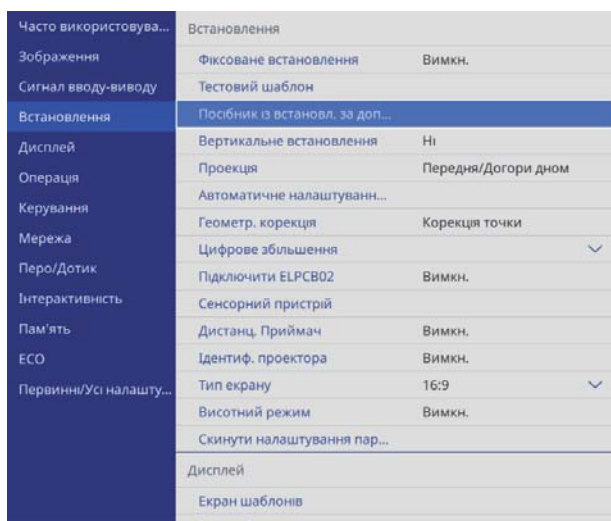 Часто використовува...
Зображення
Сигнал вводу-виводу
Встановлення
Дисплей
Операція
Керування
Мережа
Перо/Дотик
Інтерактивність
Пам'ять
ECO
Первинні/Усі налашту...
Встановлення
Фіксоване встановлення Вимкн.
Тестовий шаблон
Посібник із встановл. за доп...
Вертикальне встановлення Ні
Проекція Передня/Догори дном
Автоматичне налаштуванн...
Геометр. корекція Корекція точки
Цифрове збільшення
Підключити ELPCB02 Вимкн.
Сенсорний пристрій
Дистанц. Приймач Вимкн.
Ідентиф. проектора Вимкн.
Тип екрану 16:9
Висотний режим Вимкн.
Скинути налаштування пар...
Дисплей
Екран шаблонів